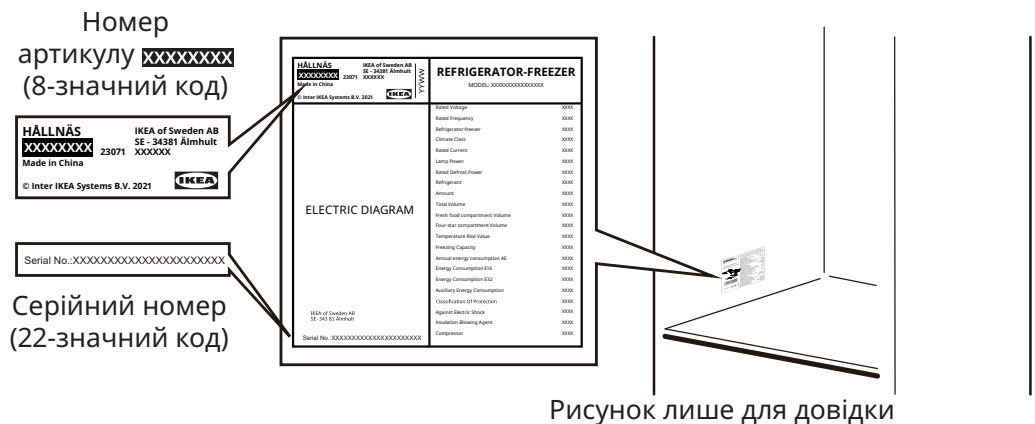 Номер
артикулу XXXXXXXX
(8-значний код)
HÅLLNÄS
XXXXXXXX 23071
Made in China
© Inter IKEA Systems B.V. 2021
IKEA of Sweden AB
SE - 34381 Älmhult
XXXXXX
IKEA
Serial No.:XXXXXXXXXXXXXXXXXXXXXX
Серійний номер
(22-значний код)
HÅLLNÄS
XXXXXXXX 23071
Made in China
© Inter IKEA Systems B.V. 2021
IKEA of Sweden AB
SE - 34381 Älmhult
XXXXXX
IKEA
YYWW
REFRIGERATOR-FREEZER
MODEL: XXXXXXXXXXXXXXXX
ELECTRIC DIAGRAM
IKEA of Sweden AB
SE- 343 81 Älmhult
Serial No.:XXXXXXXXXXXXXXXXXXXXXX
Rated Voltage XXXX
Rated Frequency XXXX
Refrigerator-freezer XXXX
Climate Class XXXX
Rated Current XXXX
Lamp Power XXXX
Rated Defrost Power XXXX
Refrigerant XXXX
Amount XXXX
Total Volume XXXX
Fresh food compartment Volume XXXX
Four-star compartment Volume XXXX
Temperature Rise Value XXXX
Freezing Capacity XXXX
Annual energy consumption AE XXXX
Energy Consumption E16 XXXX
Energy Consumption E32 XXXX
Auxiliary Energy Consumption XXXX
Classification Of Protection XXXX
Against Electric Shock XXXX
Insulation Blowing Agent XXXX
Compressor XXXX
Рисунок лише для довідки